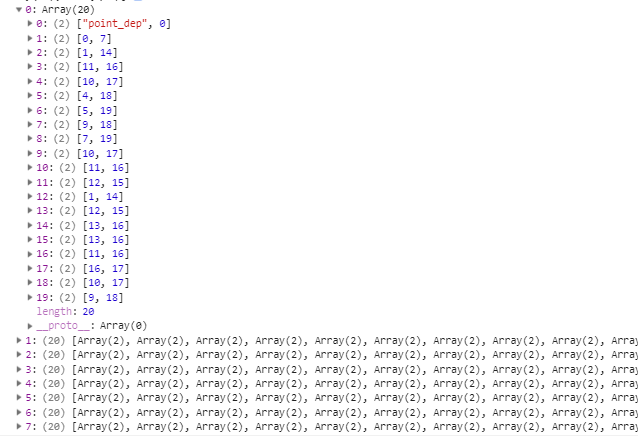 0: Array(20)
0: (2) ["point_dep", 0]
1: (2) [0, 7]
2: (2) [1, 14]
3: (2) [11, 16]
4: (2) [10, 17]
5: (2) [4, 18]
6: (2) [5, 19]
7: (2) [9, 18]
8: (2) [7, 19]
9: (2) [10, 17]
10: (2) [11, 16]
11: (2) [12, 15]
12: (2) [1, 14]
13: (2) [12, 15]
14: (2) [13, 16]
15: (2) [13, 16]
16: (2) [11, 16]
17: (2) [16, 17]
18: (2) [10, 17]
19: (2) [9, 18]
length: 20
__proto__: Array(0)
1: (20) [Array(2), Array(2), Array(2), Array(2), Array(2), Array(2), Array(2), Array(2), Array(2), Arra
2: (20) [Array(2), Array(2), Array(2), Array(2), Array(2), Array(2), Array(2), Array(2), Array(2), Arra
3: (20) [Array(2), Array(2), Array(2), Array(2), Array(2), Array(2), Array(2), Array(2), Array(2), Arra
4: (20) [Array(2), Array(2), Array(2), Array(2), Array(2), Array(2), Array(2), Array(2), Array(2), Arra
5: (20) [Array(2), Array(2), Array(2), Array(2), Array(2), Array(2), Array(2), Array(2), Array(2), Arra
6: (20) [Array(2), Array(2), Array(2), Array(2), Array(2), Array(2), Array(2), Array(2), Array(2), Arra
7: (20) [Array(2), Array(2), Array(2), Array(2), Array(2), Array(2), Array(2), Array(2), Array(2), Arra